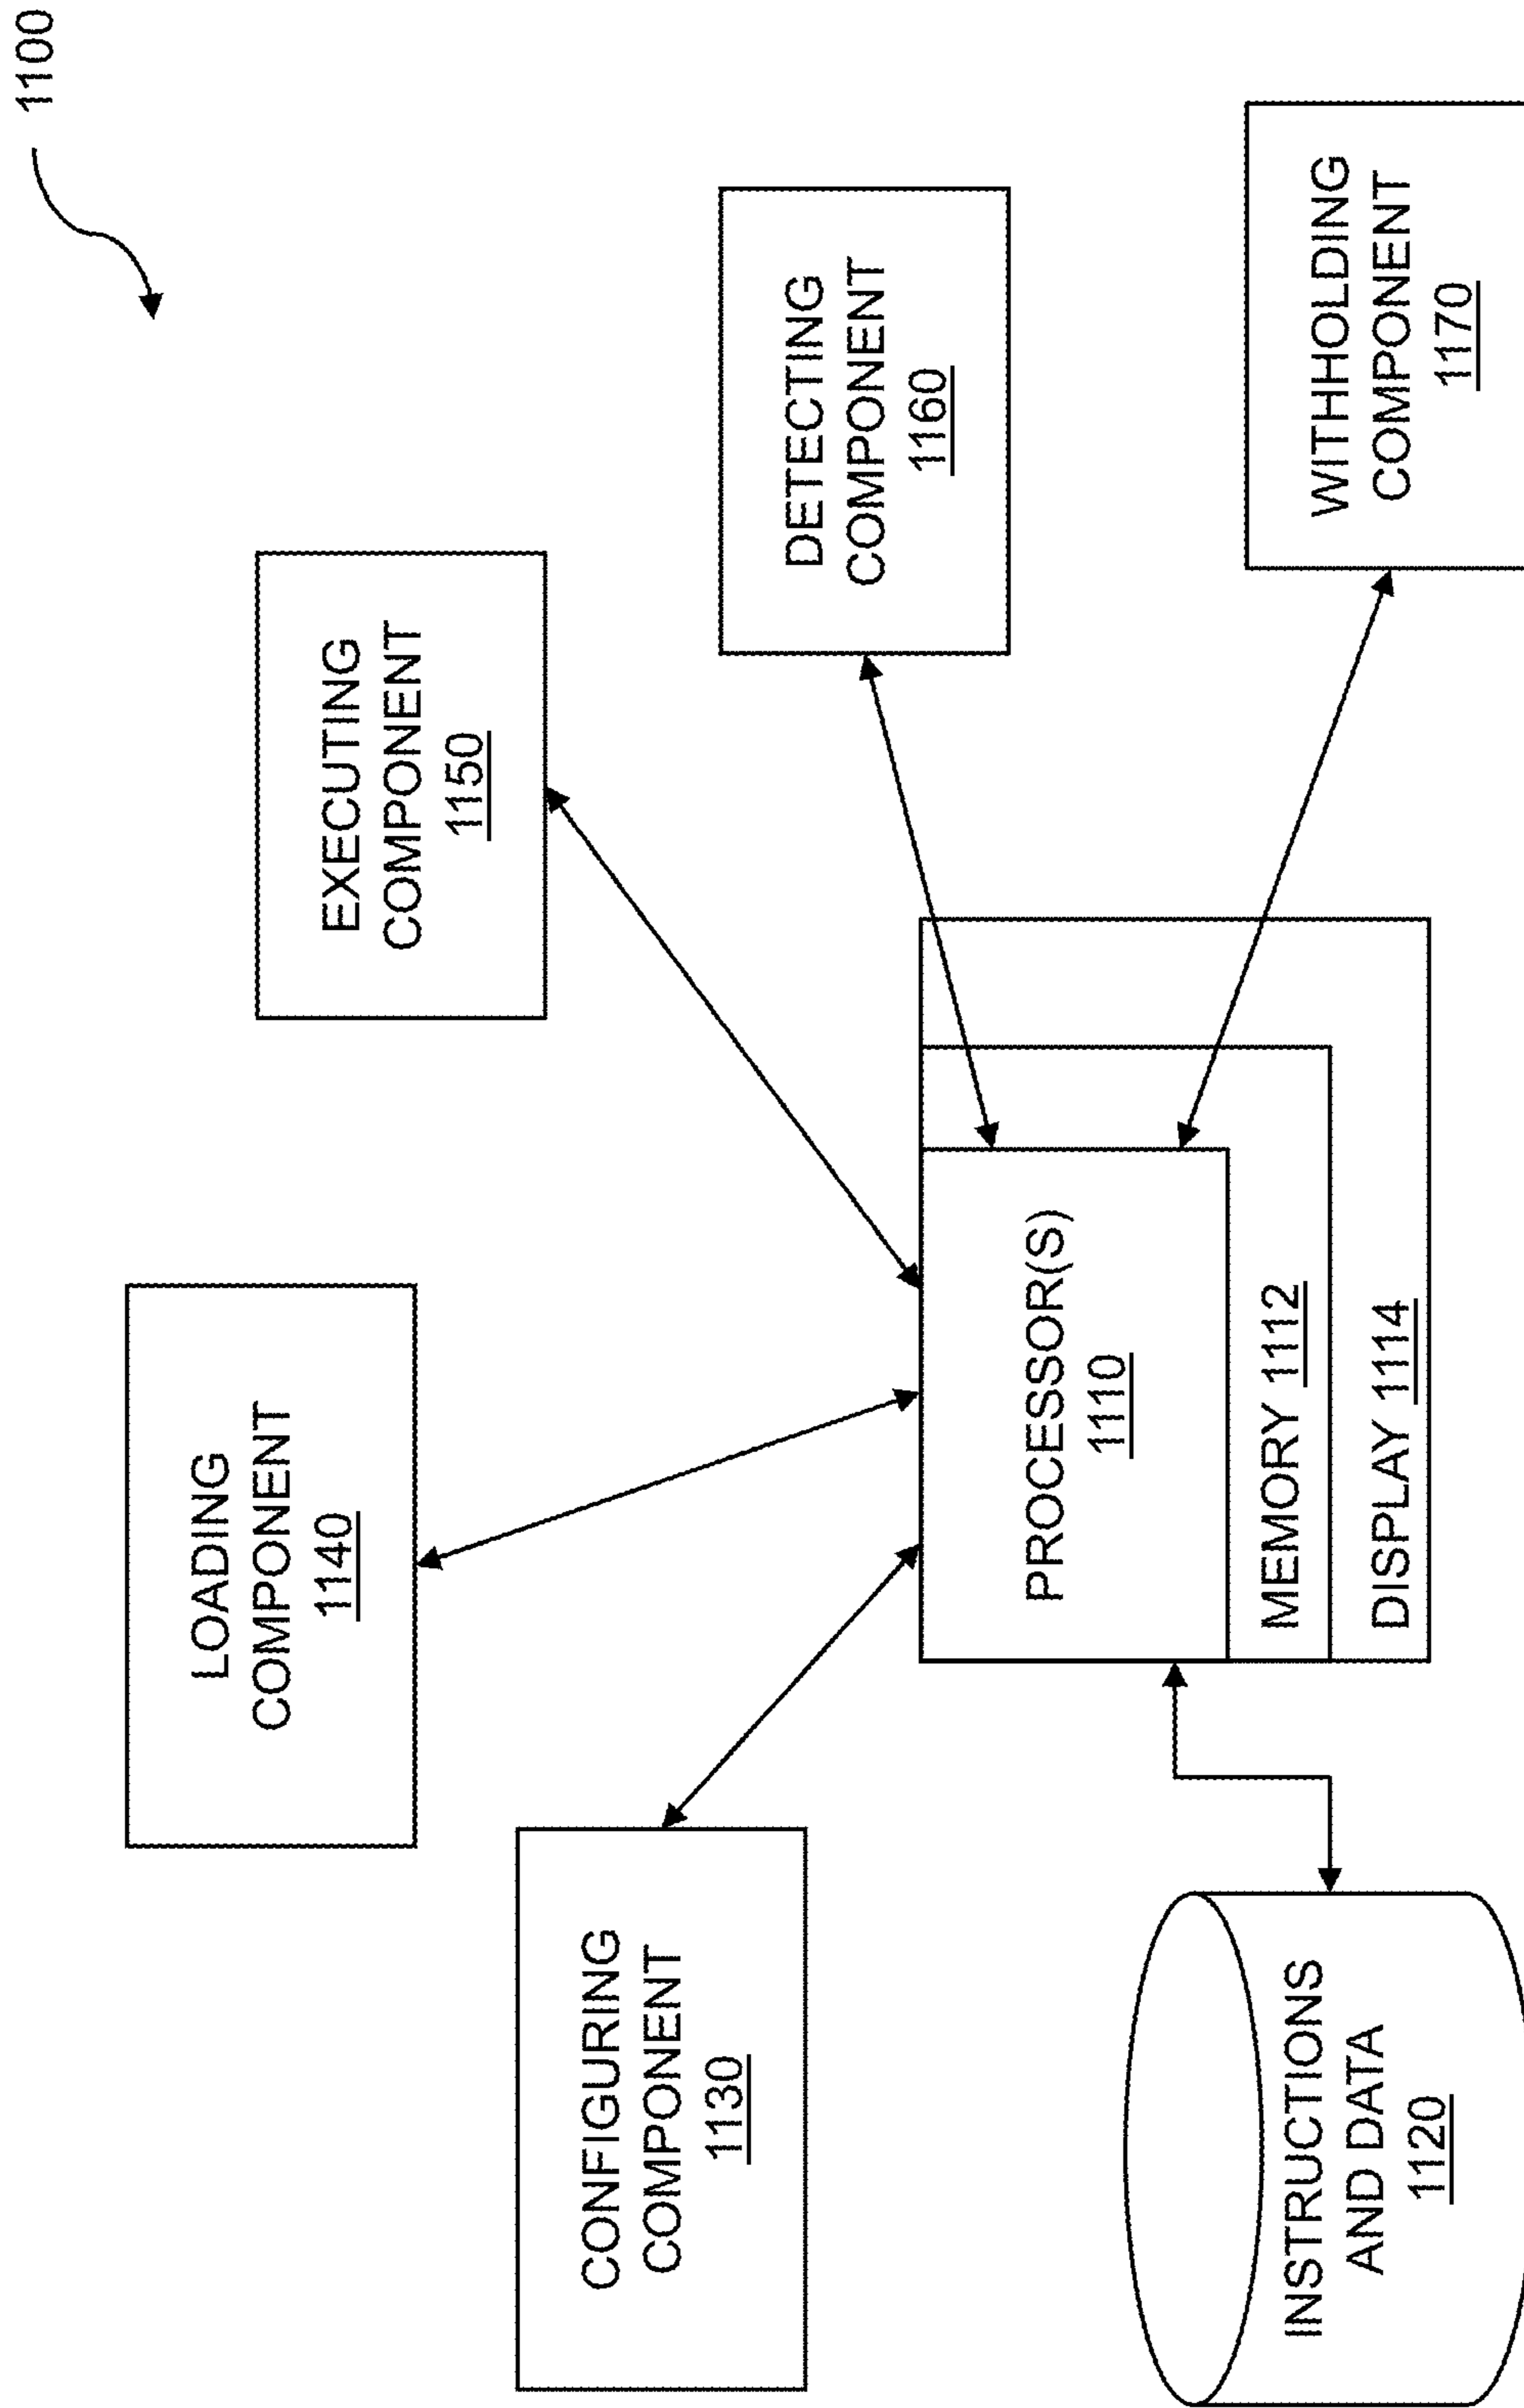 1100
LOADING
COMPONENT
1140
EXECUTING
COMPONENT
1150
CONFIGURING
COMPONENT
1130
DETECTING
COMPONENT
1160
PROCESSOR(S)
1110
MEMORY 1112
DISPLAY 1114
INSTRUCTIONS
AND DATA
1120
WITHHOLDING
COMPONENT
1170